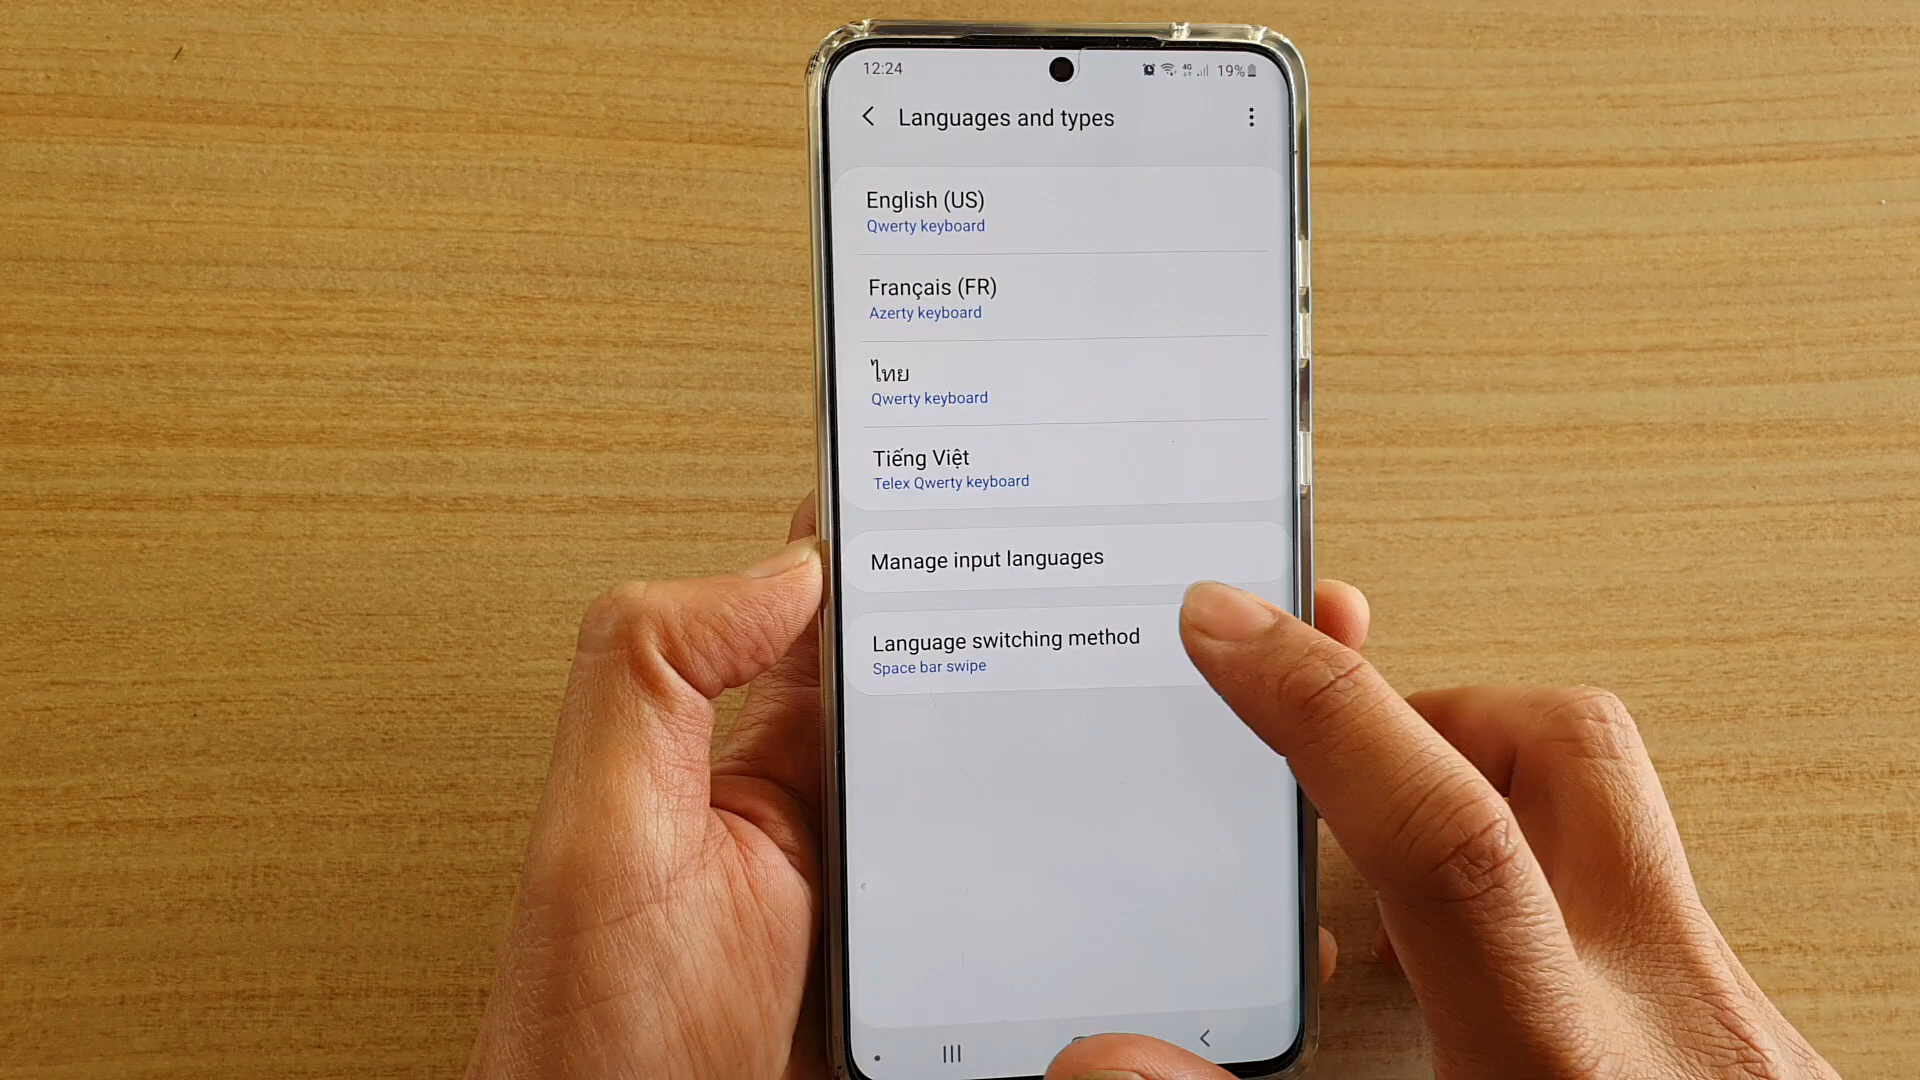 12:24
4G
19%
Languages and types
English (US)
Qwerty keyboard
Français (FR)
Azerty keyboard
ไทย
Qwerty keyboard
Tiếng Việt
Telex Qwerty keyboard
Manage input languages
Language switching method
Space bar swipe